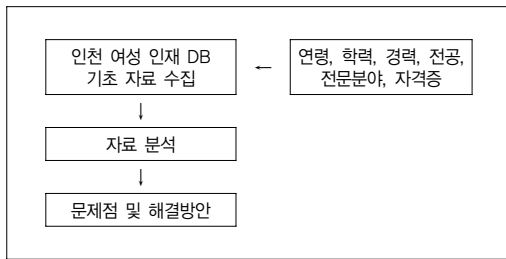 인천 여성 인재 DB
기초 자료 수집
←
연령, 학력, 경력, 전공,
전문분야, 자격증
↓
자료 분석
↓
문제점 및 해결방안